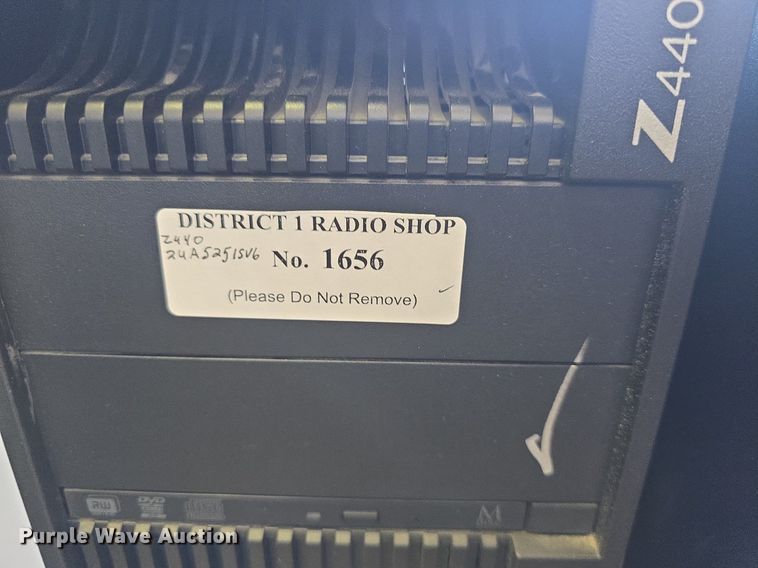 Z440
DISTRICT 1 RADIO SHOP
Z440
2UA5251SV6
No. 1656
(Please Do Not Remove)
RW
DVD
Purple Wave Auction